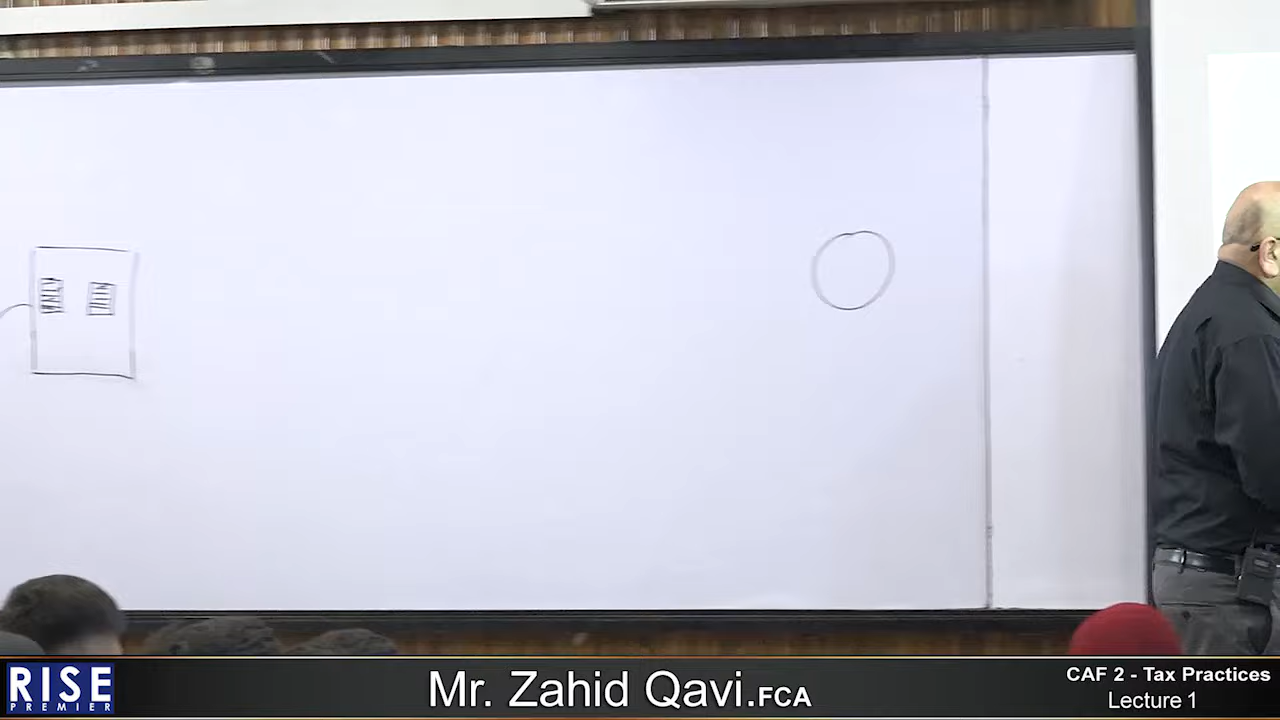 RISE
PREMIER
Mr. Zahid Qavi.FCA
CAF 2 - Tax Practices
Lecture 1